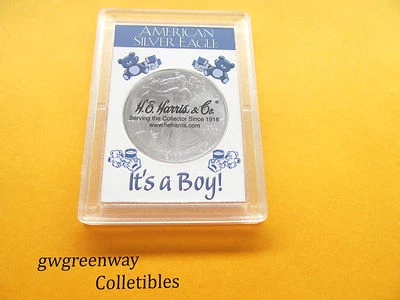 AMERICAN
SILVER EAGLE
H.E. Harris & Co.®
Serving the Collector Since 1916
www.heharris.com
It's a Boy!
gwgreenway
Colletibles